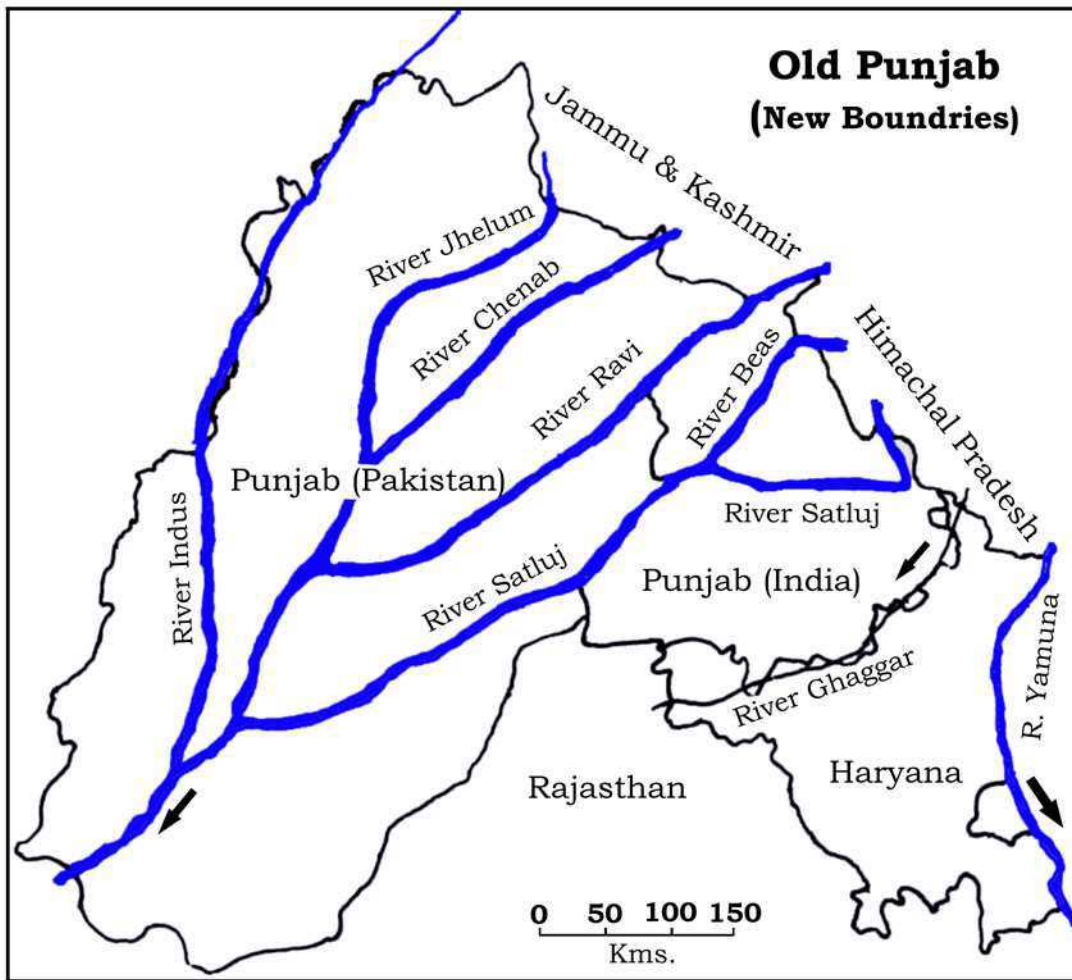 Old Punjab
(New Boundries)
Jammu & Kashmir
River Jhelum
River Chenab
Himachal Pradesh
River Ravi
River Beas
Punjab (Pakistan)
River Satluj
River Indus
River Satluj
Punjab (India)
R. Yamuna
River Ghaggar
Rajasthan
Haryana
0 50 100 150
Kms.